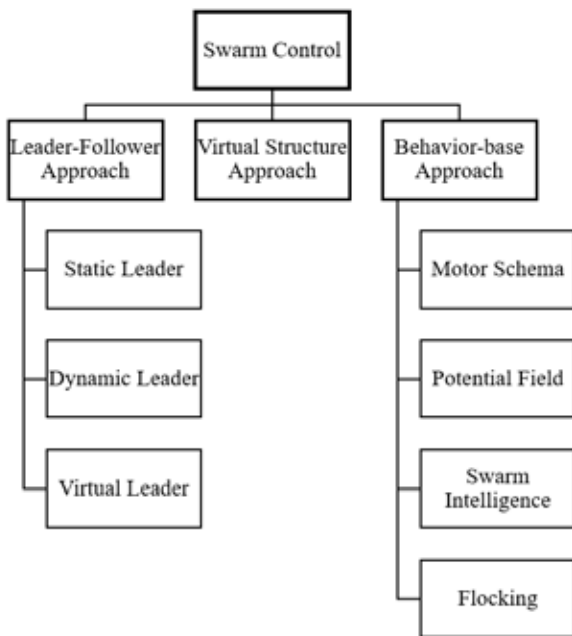 Swarm Control
Leader-Follower
Approach
Virtual Structure
Approach
Behavior-base
Approach
Static Leader
Dynamic Leader
Virtual Leader
Motor Schema
Potential Field
Swarm
Intelligence
Flocking